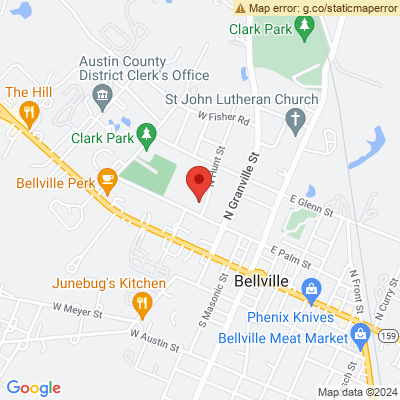 Map error: g.co/staticmaperror
Clark Park
Austin County
District Clerk's Office
The Hill
St John Lutheran Church
W Fisher Rd
Clark Park
N Hunt St
N Granville St
Bellville Perk
E Glenn St
E Palm St
Junebug's Kitchen
Bellville
N Front St
N Curry St
S Masonic St
W Meyer St
Phenix Knives
159
Bellville Meat Market
W Austin St
Google
Map data ©2024